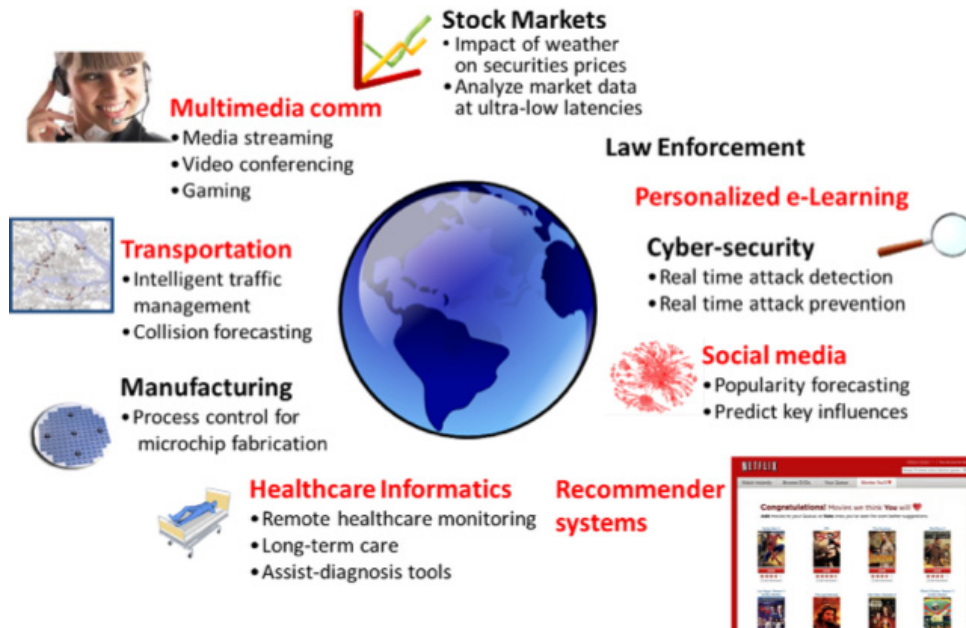 Stock Markets
• Impact of weather
on securities prices
• Analyze market data
at ultra-low latencies
Multimedia comm
• Media streaming
• Video conferencing
• Gaming
Law Enforcement
Personalized e-Learning
Transportation
• Intelligent traffic
management
• Collision forecasting
Cyber-security
• Real time attack detection
• Real time attack prevention
Social media
• Popularity forecasting
• Predict key influences
Manufacturing
• Process control for
microchip fabrication
Healthcare Informatics
• Remote healthcare monitoring
• Long-term care
• Assist-diagnosis tools
Recommender
systems
NETFLIX
Congratulations! Movies we think You will